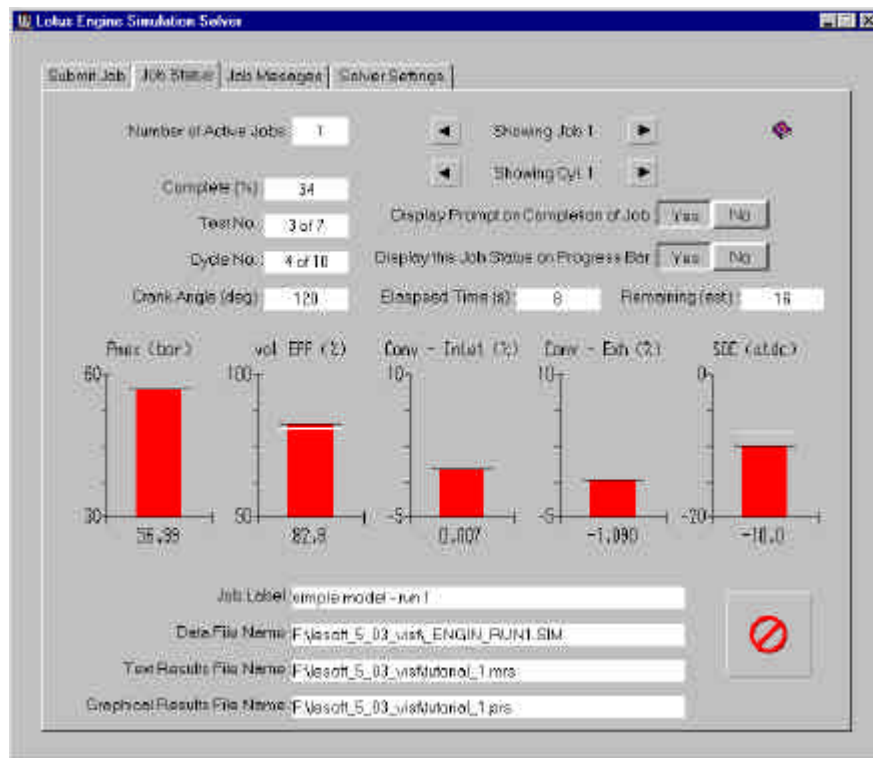 Lotus Engine Simulation Solver
Submit Job Job Status Job Messages Solver Settings
Number of Active Jobs 1 Showing Job 1
Showing Cyl. 1
Complete (%) 34
Test No. 3 of 7
Display Prompt on Completion of Job Yes No
Cycle No. : 4 of 10
Display this Job Status on Progress Bar Yes No
Crank Angle (deg) 120 Elaspsed Time (s) 8 Remaining (est) 16
Pmax (bar) vol EFF (%) Conv - Inlet (%) Conv - Exh (%) SOC (atdc)
60 100 10 10 0
30 50 -5 -5 -20
56.99 82.9 0.007 -1.090 -10.0
Job Label simple model - run 1
Data File Name
Text Results File Name
Graphical Results File Name